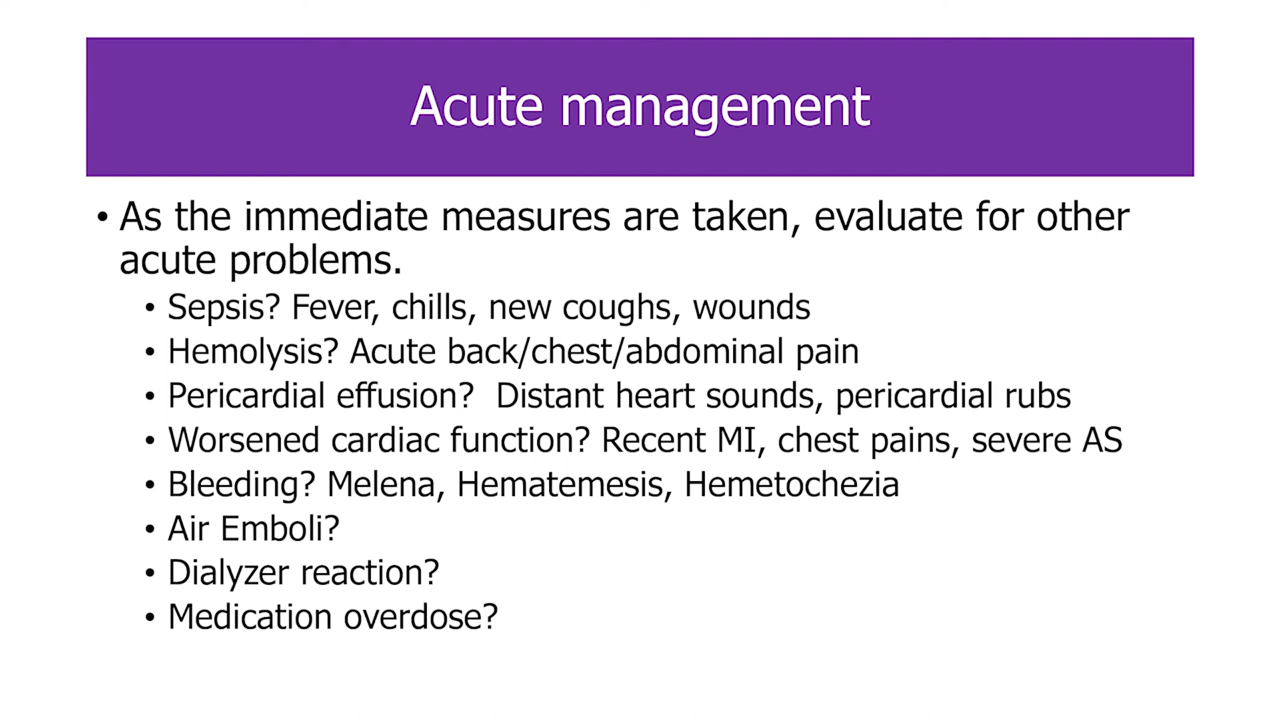 Acute management
• As the immediate measures are taken, evaluate for other
acute problems.
• Sepsis? Fever, chills, new coughs, wounds
• Hemolysis? Acute back/chest/abdominal pain
• Pericardial effusion?  Distant heart sounds, pericardial rubs
• Worsened cardiac function? Recent MI, chest pains, severe AS
• Bleeding? Melena, Hematemesis, Hemetochezia
• Air Emboli?
• Dialyzer reaction?
• Medication overdose?